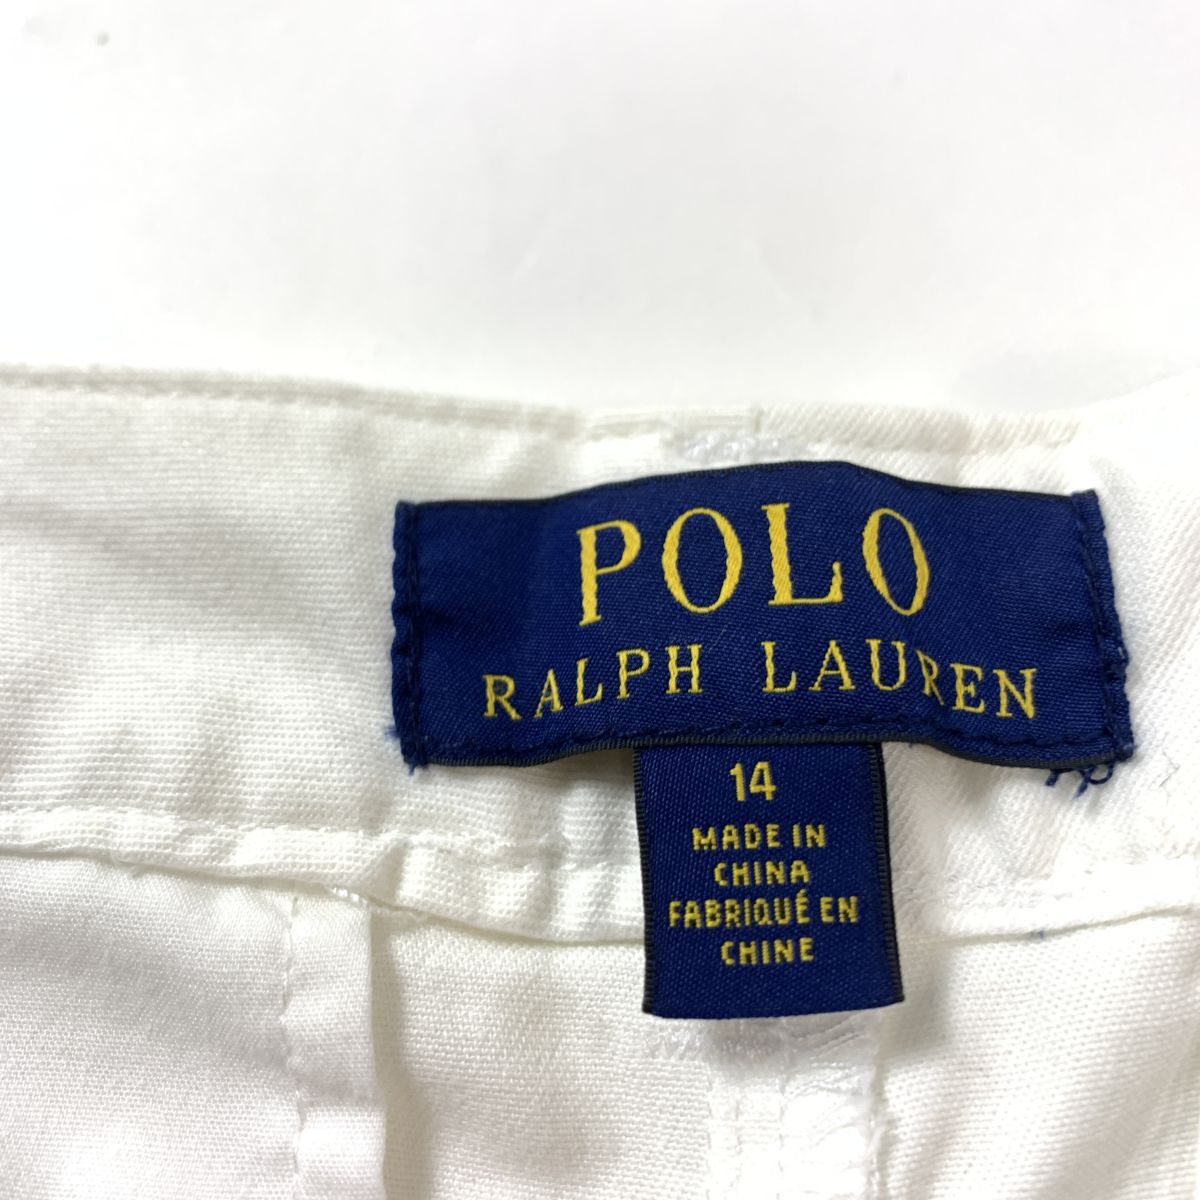 POLO
RALPH LAUREN
14
MADE IN
CHINA
FABRIQUÉ EN
CHINE